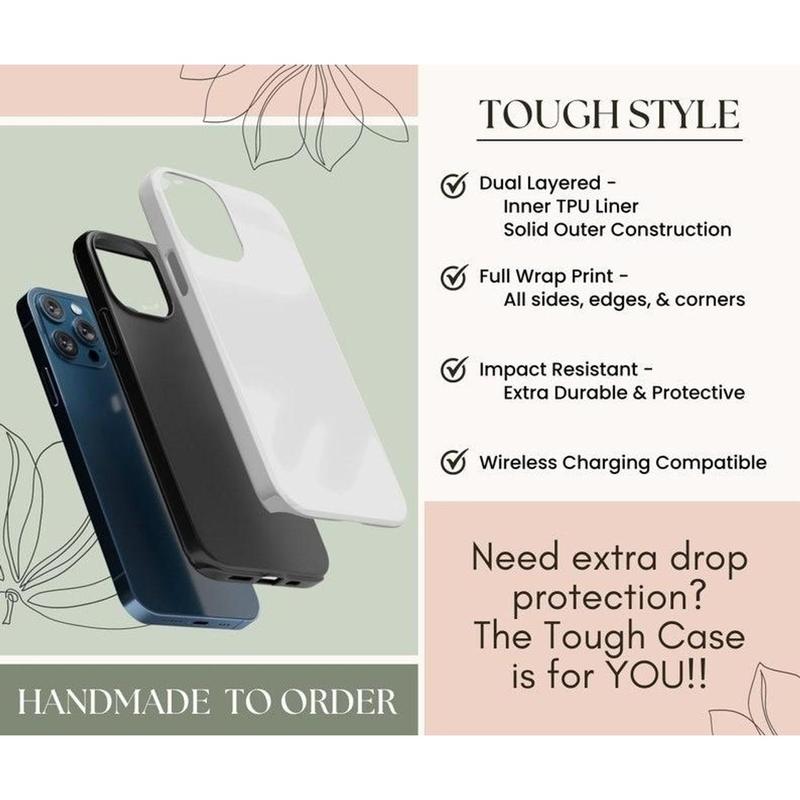 TOUGH STYLE
Dual Layered -
Inner TPU Liner
Solid Outer Construction
Full Wrap Print -
All sides, edges, & corners
Impact Resistant -
Extra Durable & Protective
Wireless Charging Compatible
Need extra drop
protection?
The Tough Case
is for YOU!!
HANDMADE TO ORDER